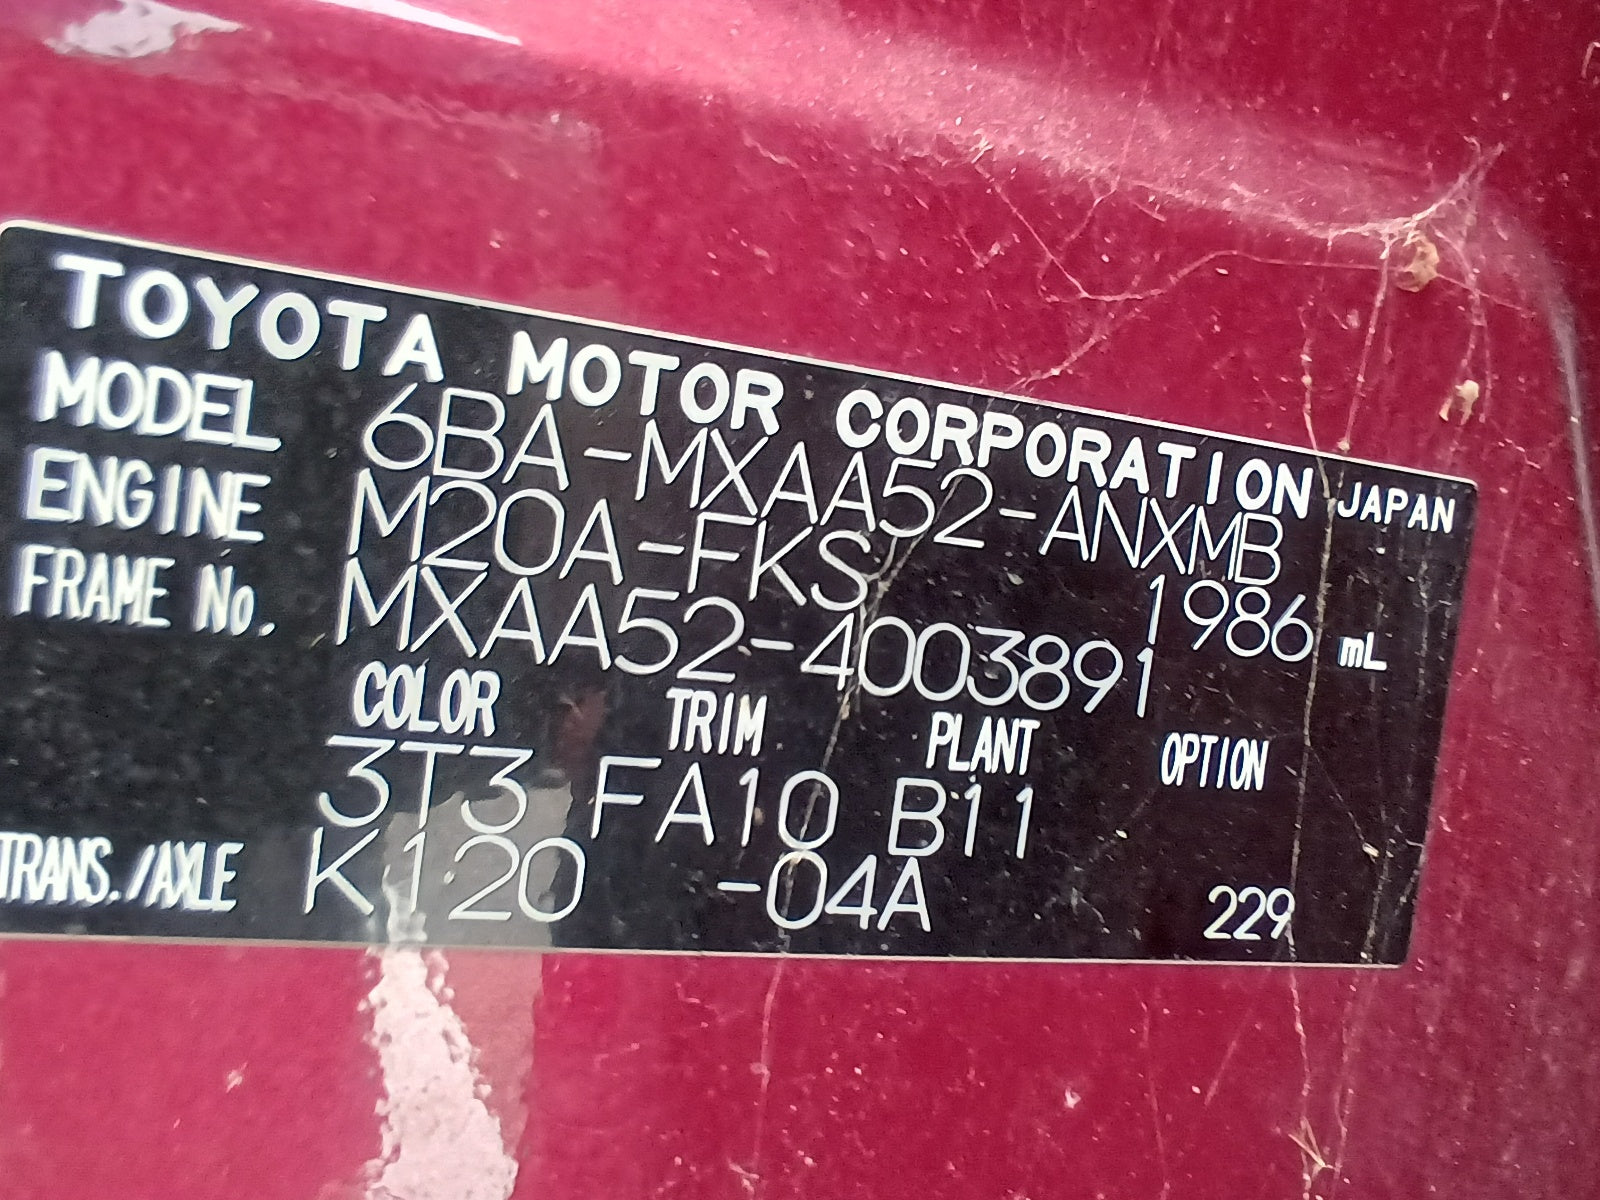 TOYOTA MOTOR CORPORATION JAPAN
MODEL 6BA-MXAA52-ANXMB
ENGINE M20A-FKS 1986 mL
FRAME No. MXAA52-4003891
COLOR TRIM PLANT OPTION
3T3 FA10 B11
TRANS./AXLE K120 -04A 229